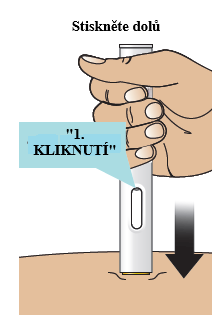 Stiskněte dolů
"1.
KLIKNUTÍ"